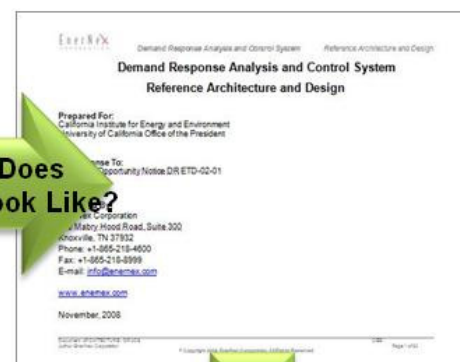 EnerNex
CORPORATION
Demand Response Analysis and Control System Reference Architecture and Design
Demand Response Analysis and Control System
Reference Architecture and Design
Prepared For:
California Institute for Energy and Environment
University of California Office of the President
Does
ook Like?
onse To:
Opportunity Notice DR ETD-02-01
ex Corporation
Mabry Hood Road, Suite 300
Knoxville, TN 37932
Phone: +1-865-218-4600
Fax: +1-865-218-8999
E-mail: info@enernex.com
www.enernex.com
November, 2008